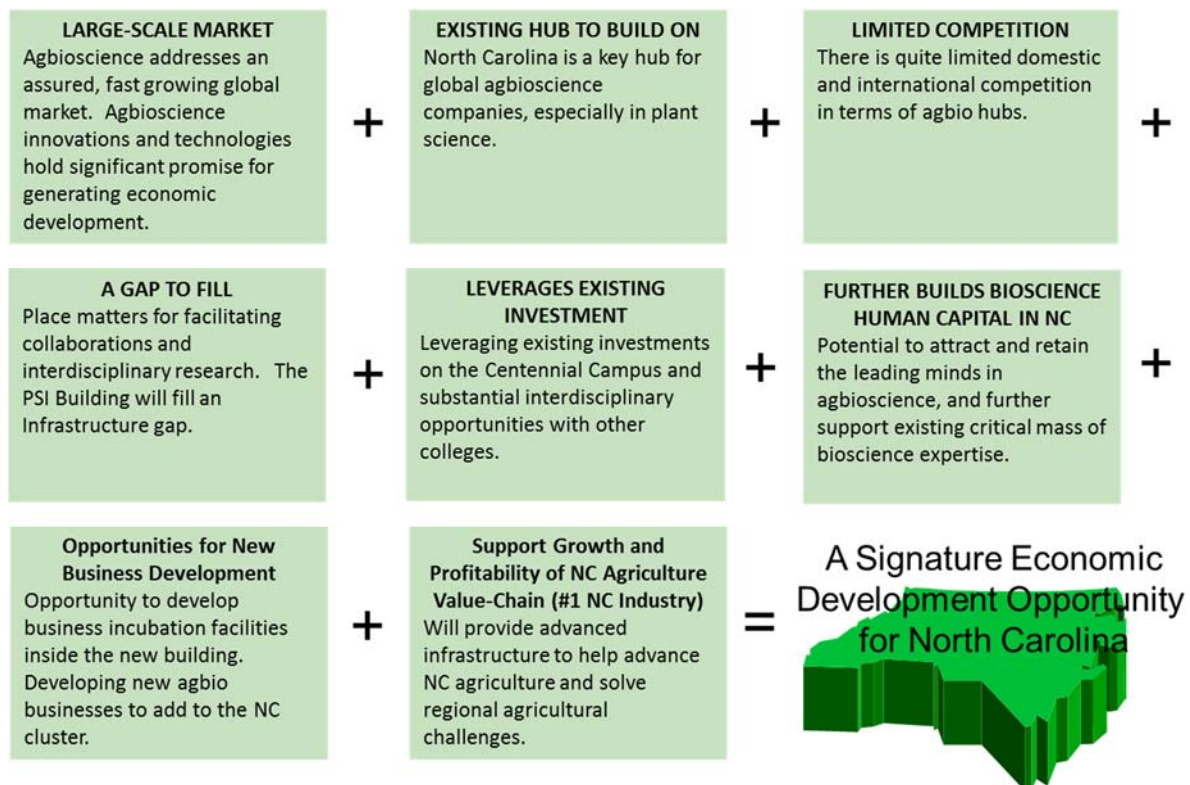 LARGE-SCALE MARKET
Agbioscience addresses an
assured, fast growing global
market.  Agbioscience
innovations and technologies
hold significant promise for
generating economic
development.
+
EXISTING HUB TO BUILD ON
North Carolina is a key hub for
global agbioscience
companies, especially in plant
science.
+
LIMITED COMPETITION
There is quite limited domestic
and international competition
in terms of agbio hubs.
+
A GAP TO FILL
Place matters for facilitating
collaborations and
interdisciplinary research.   The
PSI Building will fill an
Infrastructure gap.
+
LEVERAGES EXISTING
INVESTMENT
Leveraging existing investments
on the Centennial Campus and
substantial interdisciplinary
opportunities with other
colleges.
+
FURTHER BUILDS BIOSCIENCE
HUMAN CAPITAL IN NC
Potential to attract and retain
the leading minds in
agbioscience, and further
support existing critical mass of
bioscience expertise.
+
Opportunities for New
Business Development
Opportunity to develop
business incubation facilities
inside the new building.
Developing new agbio
businesses to add to the NC
cluster.
+
Support Growth and
Profitability of NC Agriculture
Value-Chain (#1 NC Industry)
Will provide advanced
infrastructure to help advance
NC agriculture and solve
regional agricultural
challenges.
=
A Signature Economic
Development Opportunity
for North Carolina